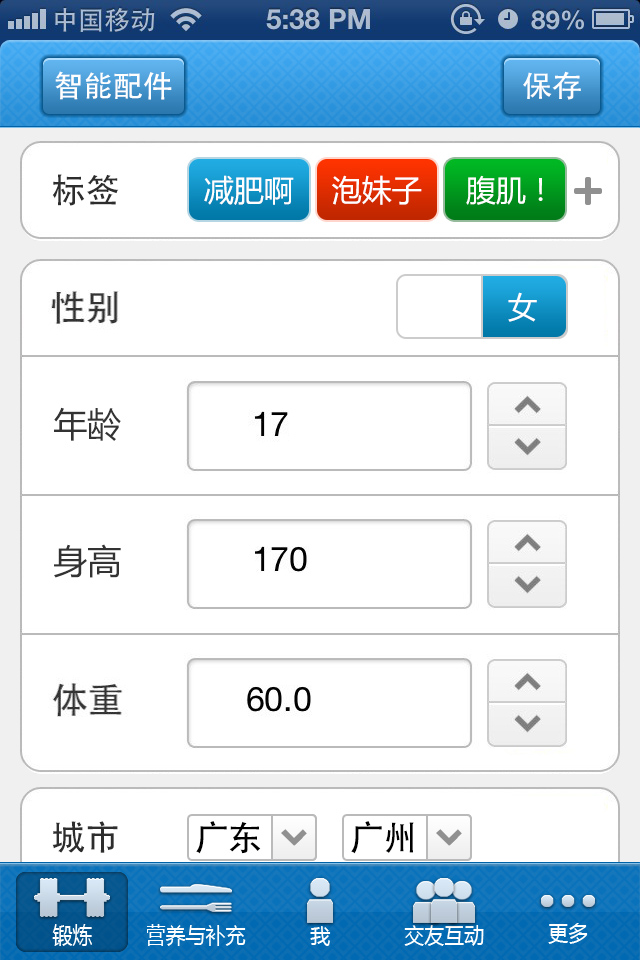 中国移动 5:38 PM 89%
智能配件 保存
标签 减肥啊 泡妹子 腹肌！
性别 女
年龄 17
身高 170
体重 60.0
城市 广东 广州
锻炼 营养与补充 我 交友互动 更多